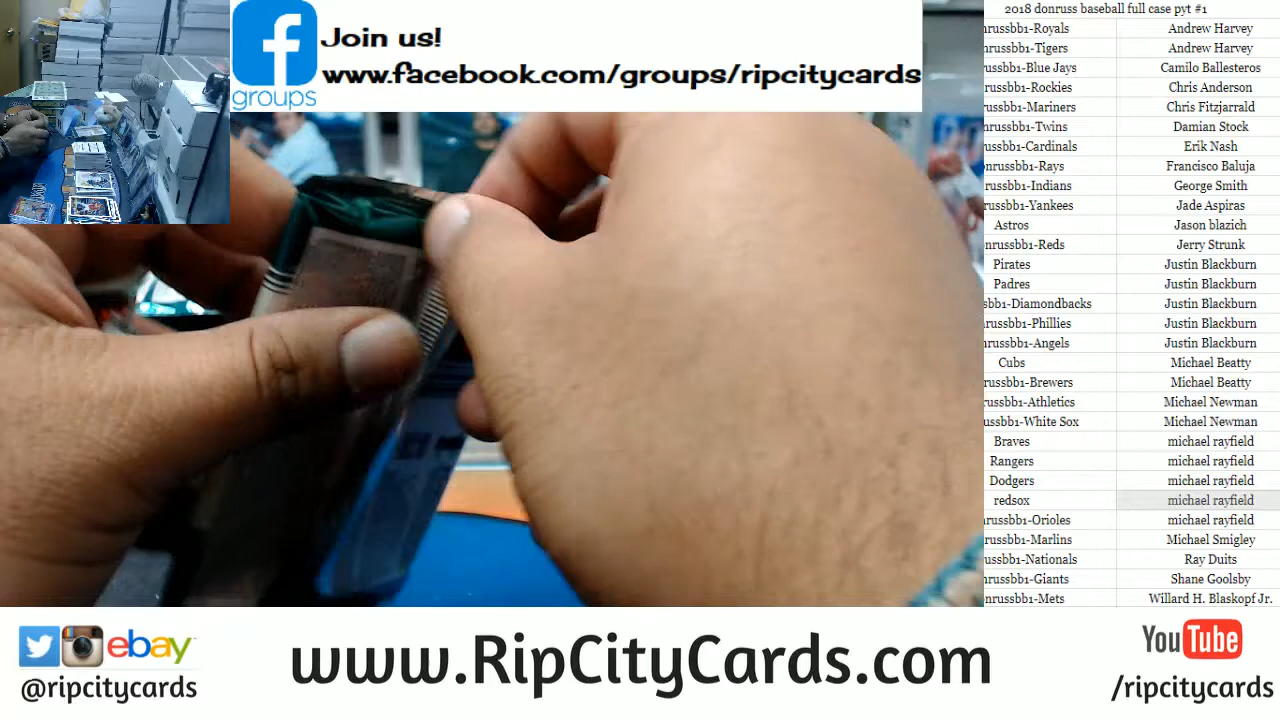 Join us!
www.facebook.com/groups/ripcitycards
f
groups
2018 donruss baseball full case pyt #1
nrussbb1-Royals Andrew Harvey
nrussbb1-Tigers Andrew Harvey
russbb1-Blue Jays Camilo Ballesteros
nrussbb1-Rockies Chris Anderson
russbb1-Mariners Chris Fitzjarrald
nrussbb1-Twins Damian Stock
russbb1-Cardinals Erik Nash
onrussbb1-Rays Francisco Baluja
nrussbb1-Indians George Smith
russbb1-Yankees Jade Aspiras
Astros Jason blazich
onrussbb1-Reds Jerry Strunk
Pirates Justin Blackburn
Padres Justin Blackburn
sbb1-Diamondbacks Justin Blackburn
nrussbb1-Phillies Justin Blackburn
nrussbb1-Angels Justin Blackburn
Cubs Michael Beatty
russbb1-Brewers Michael Beatty
russbb1-Athletics Michael Newman
ussbb1-White Sox Michael Newman
Braves michael rayfield
Rangers michael rayfield
Dodgers michael rayfield
redsox michael rayfield
nrussbb1-Orioles michael rayfield
nrussbb1-Marlins Michael Smigley
russbb1-Nationals Ray Duits
nrussbb1-Giants Shane Goolsby
onrussbb1-Mets Willard H. Blaskopf Jr.
ebay
@ripcitycards
www.RipCityCards.com
YouTube
/ripcitycards